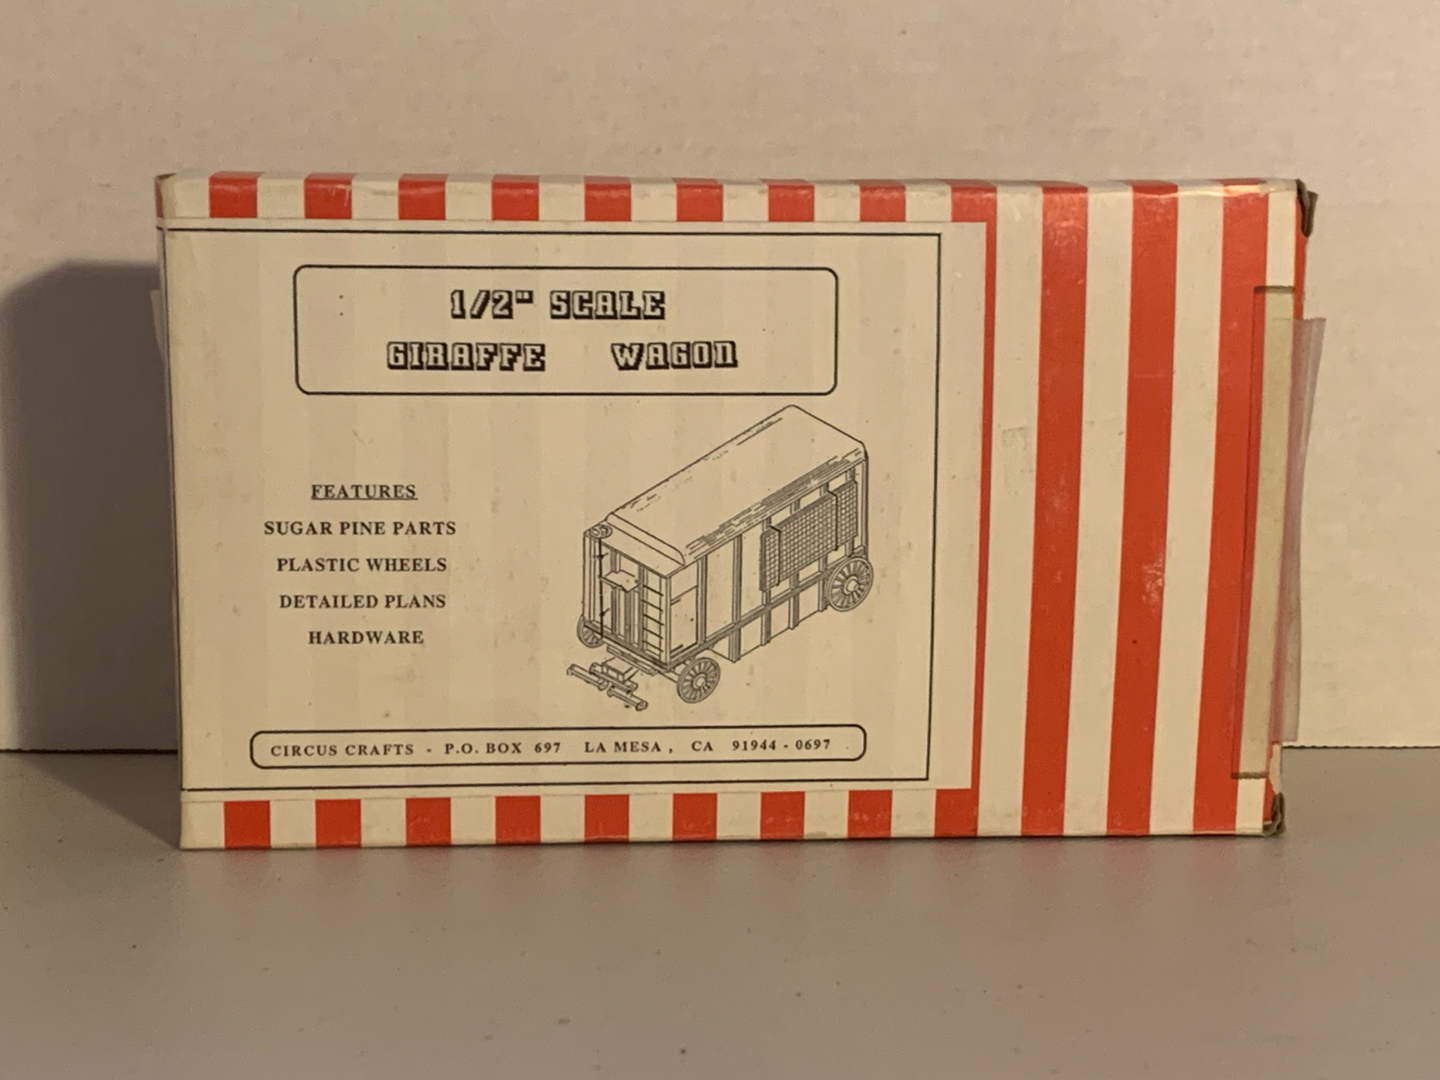 1/2" SCALE
GIRAFFE WAGON
FEATURES
SUGAR PINE PARTS
PLASTIC WHEELS
DETAILED PLANS
HARDWARE
CIRCUS CRAFTS - P.O. BOX 697 LA MESA , CA 91944 - 0697